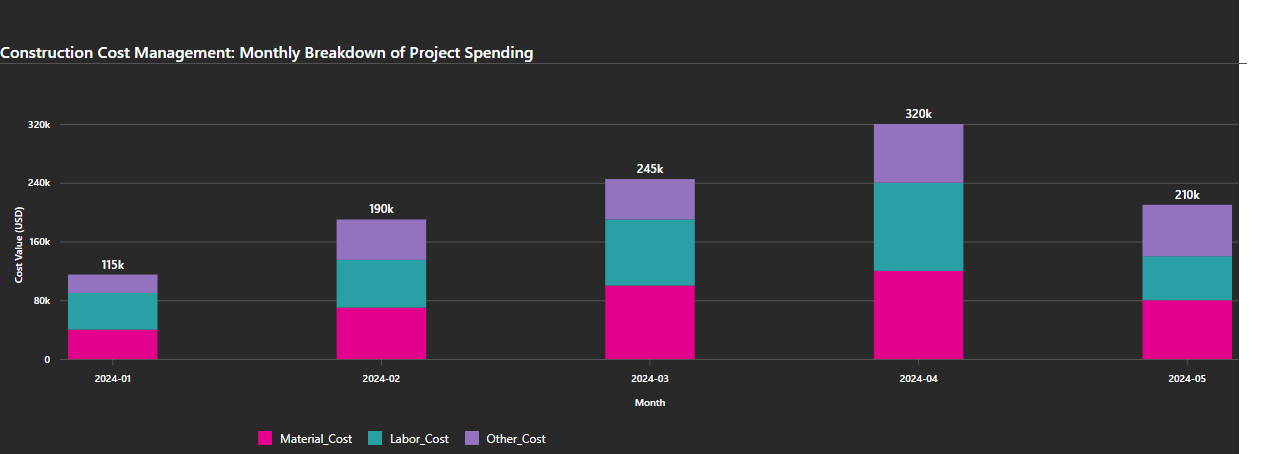 Construction Cost Management: Monthly Breakdown of Project Spending
Cost Value (USD)
320k
240k
160k
80k
0
115k
190k
245k
320k
210k
2024-01
2024-02
2024-03
2024-04
2024-05
Month
Material_Cost
Labor_Cost
Other_Cost